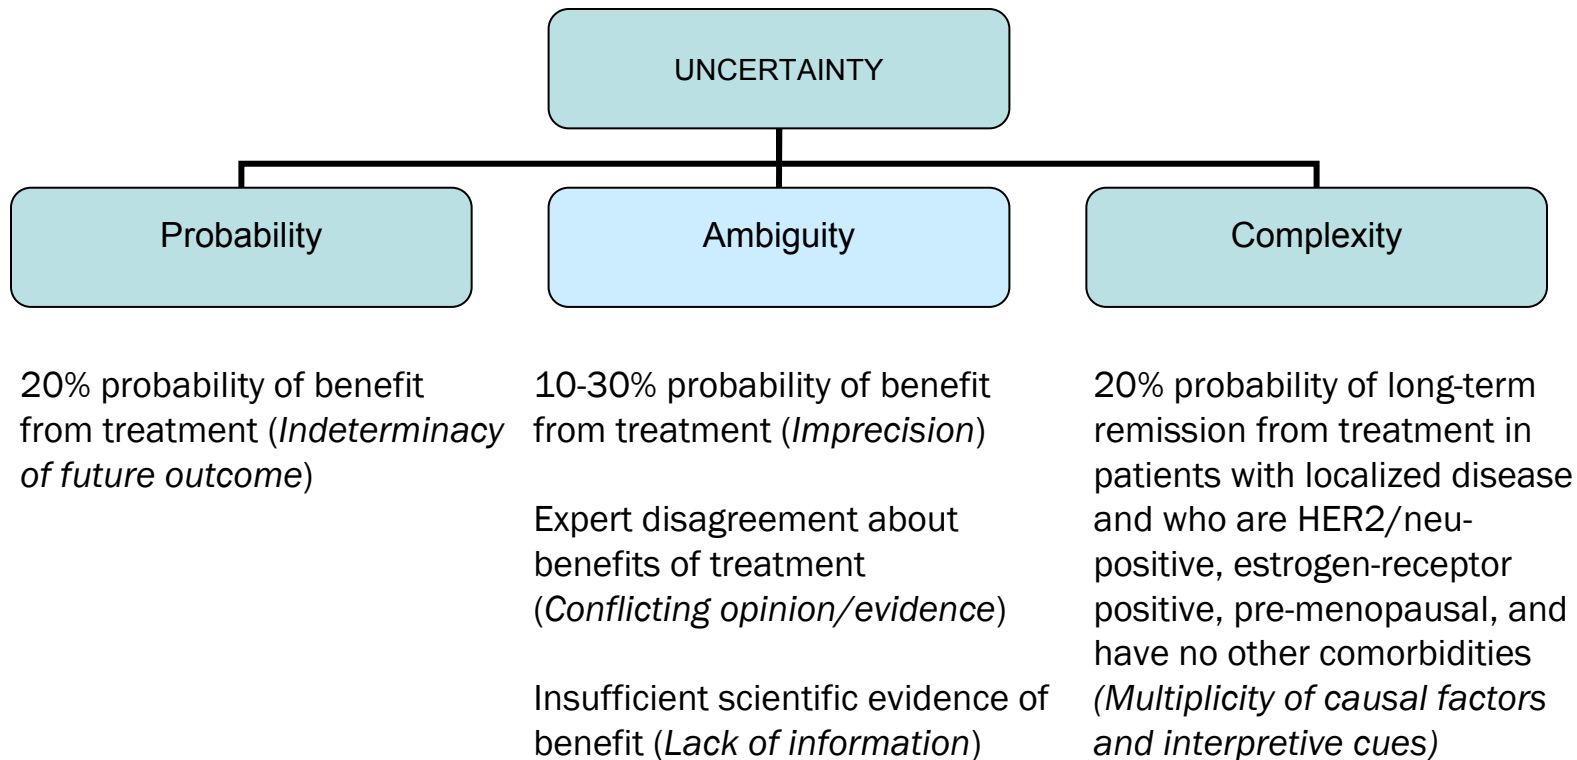 UNCERTAINTY
Probability
Ambiguity
Complexity
20% probability of benefit
from treatment (Indeterminacy
of future outcome)
10-30% probability of benefit
from treatment (Imprecision)
Expert disagreement about
benefits of treatment
(Conflicting opinion/evidence)
Insufficient scientific evidence of
benefit (Lack of information)
20% probability of long-term
remission from treatment in
patients with localized disease
and who are HER2/neu-
positive, estrogen-receptor
positive, pre-menopausal, and
have no other comorbidities
(Multiplicity of causal factors
and interpretive cues)